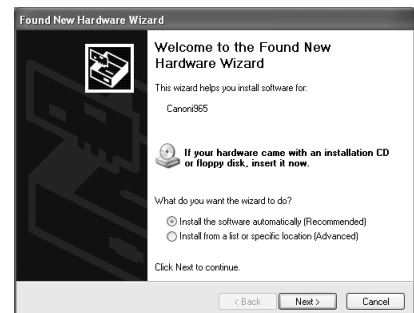 Found New Hardware Wizard
Welcome to the Found New
Hardware Wizard
This wizard helps you install software for:
Canoni965
If your hardware came with an installation CD
or floppy disk, insert it now.
What do you want the wizard to do?
Install the software automatically (Recommended)
Install from a list or specific location (Advanced)
Click Next to continue.
< Back Next > Cancel